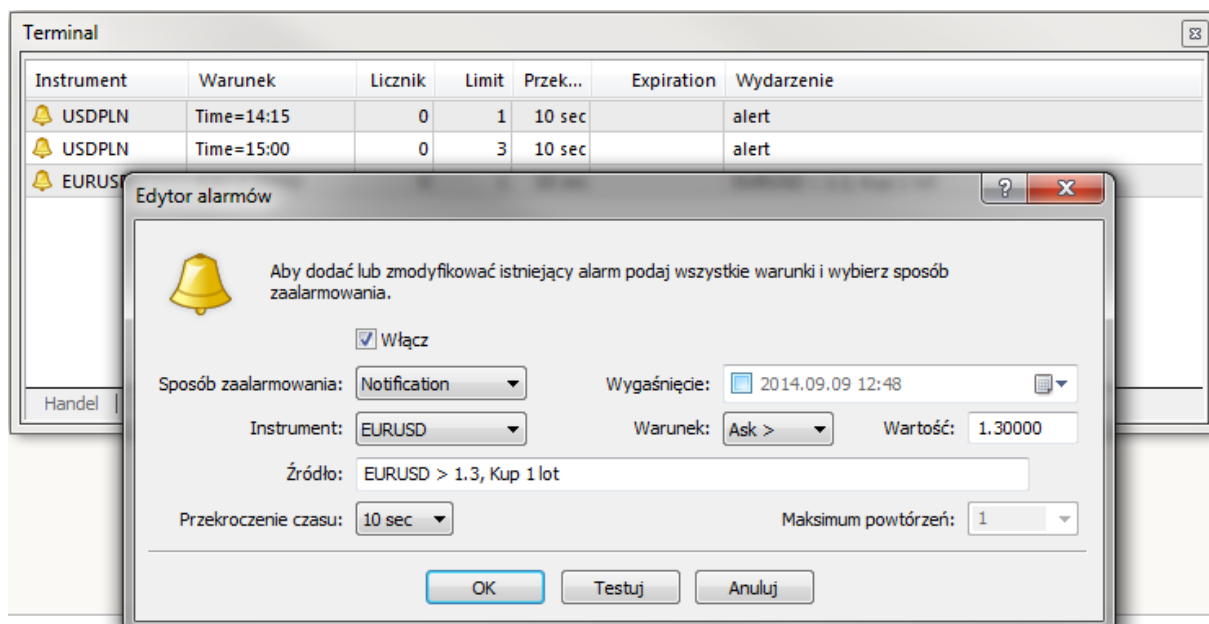 Terminal
Instrument Warunek Licznik Limit Przek... Expiration Wydarzenie
USDPLN Time=14:15 0 1 10 sec alert
USDPLN Time=15:00 0 3 10 sec alert
EURUSD
Edytor alarmów
Aby dodać lub zmodyfikować istniejący alarm podaj wszystkie warunki i wybierz sposób
zaalarmowania.
Włącz
Sposób zaalarmowania: Notification Wygaśnięcie: 2014.09.09 12:48
Handel
Instrument: EURUSD Warunek: Ask > Wartość: 1.30000
Źródło: EURUSD > 1.3, Kup 1 lot
Przekroczenie czasu: 10 sec Maksimum powtórzeń: 1
OK Testuj Anuluj